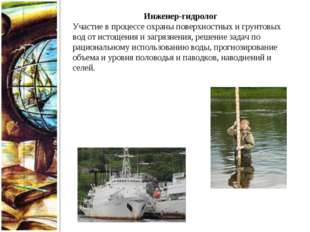 Инженер-гидролог
Участие в процессе охраны поверхностных и грунтовых
вод от истощения и загрязнения, решение задач по
рациональному использованию воды, прогнозирование
объема и уровня половодья и паводков, наводнений и
селей.